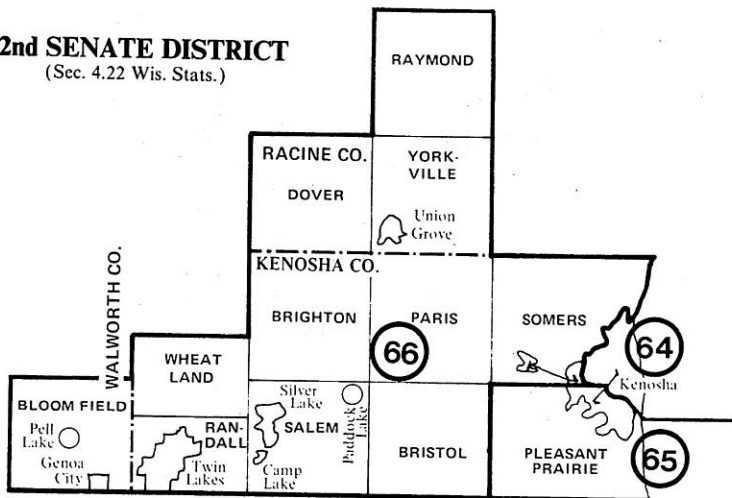 2nd SENATE DISTRICT
(Sec. 4.22 Wis. Stats.)
RAYMOND
RACINE CO.
DOVER
YORK-
VILLE
Union
Grove
KENOSHA CO.
WALWORTH CO.
BRIGHTON
PARIS
SOMERS
66
64
WHEAT
LAND
Kenosha
BLOOM FIELD
Pell
Lake
Genoa
City
RAN-
DALL
Twin
Lakes
Silver
Lake
SALEM
Camp
Lake
Paddock
Lake
BRISTOL
PLEASANT
PRAIRIE
65